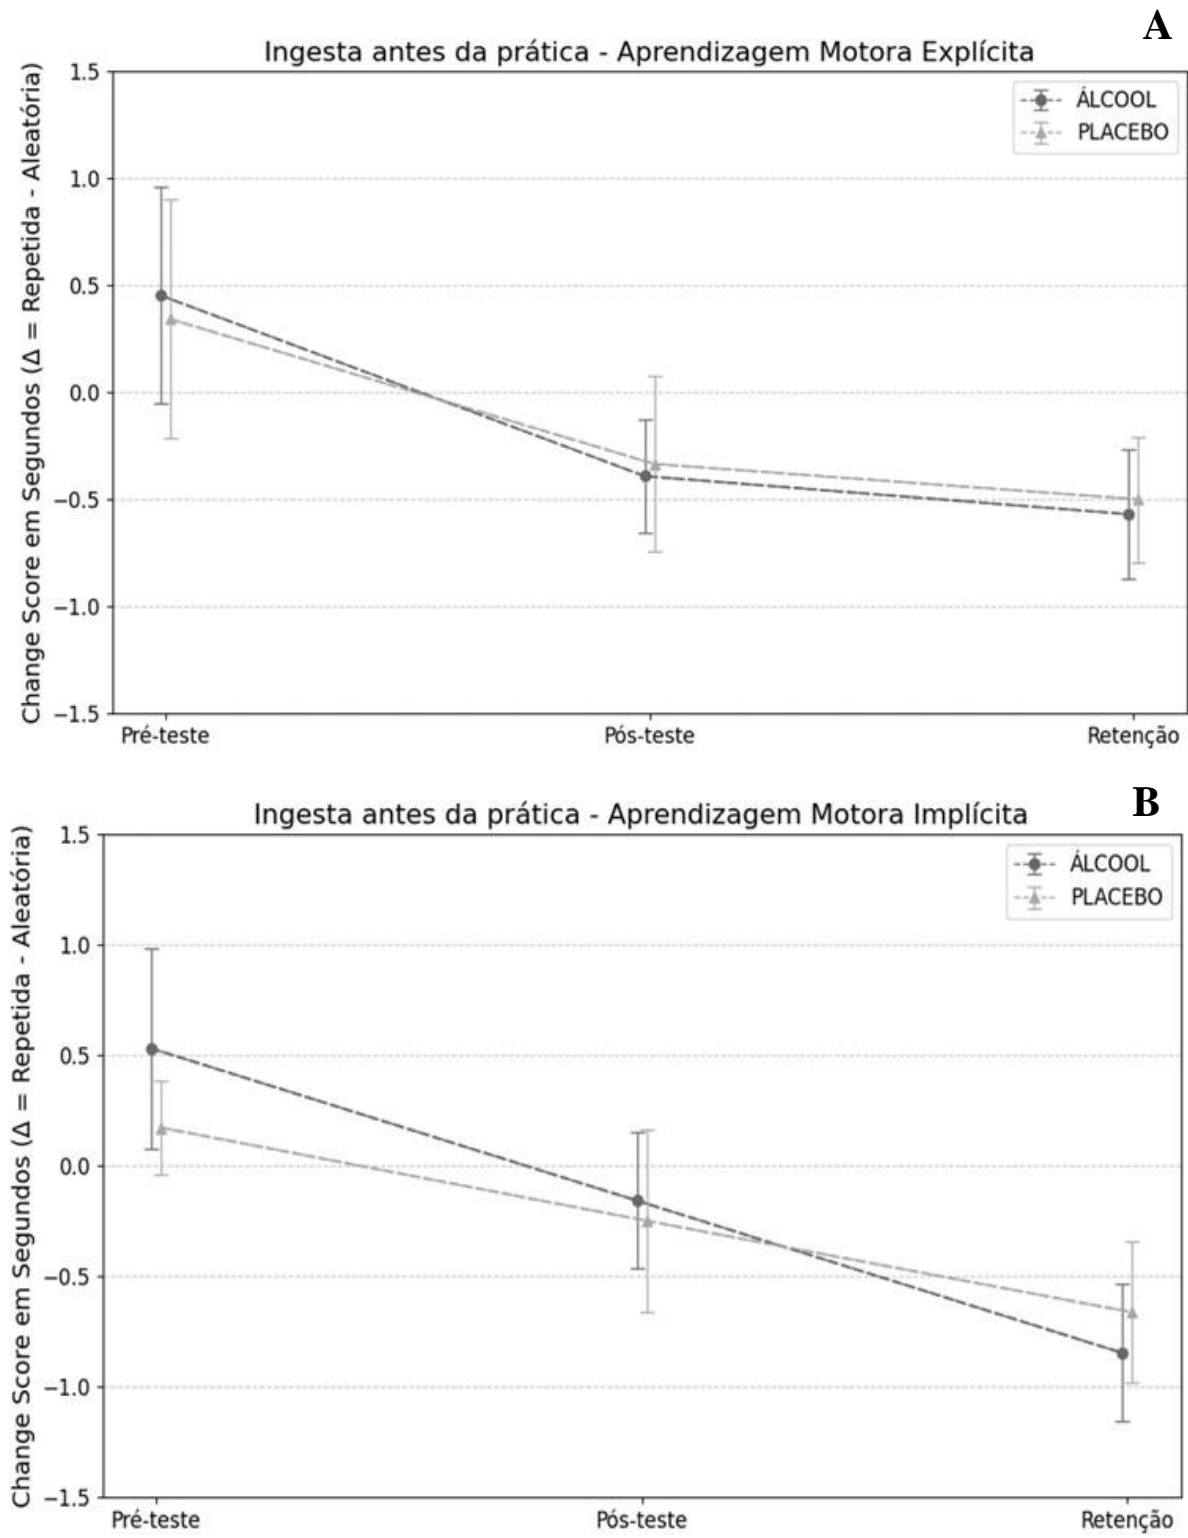 A
Ingesta antes da prática - Aprendizagem Motora Explícita
Change Score em Segundos (Δ = Repetida - Aleatória)
1.5
1.0
0.5
0.0
−0.5
−1.0
−1.5
ÁLCOOL
PLACEBO
Pré-teste
Pós-teste
Retenção
B
Ingesta antes da prática - Aprendizagem Motora Implícita
Change Score em Segundos (Δ = Repetida - Aleatória)
1.5
1.0
0.5
0.0
−0.5
−1.0
−1.5
ÁLCOOL
PLACEBO
Pré-teste
Pós-teste
Retenção